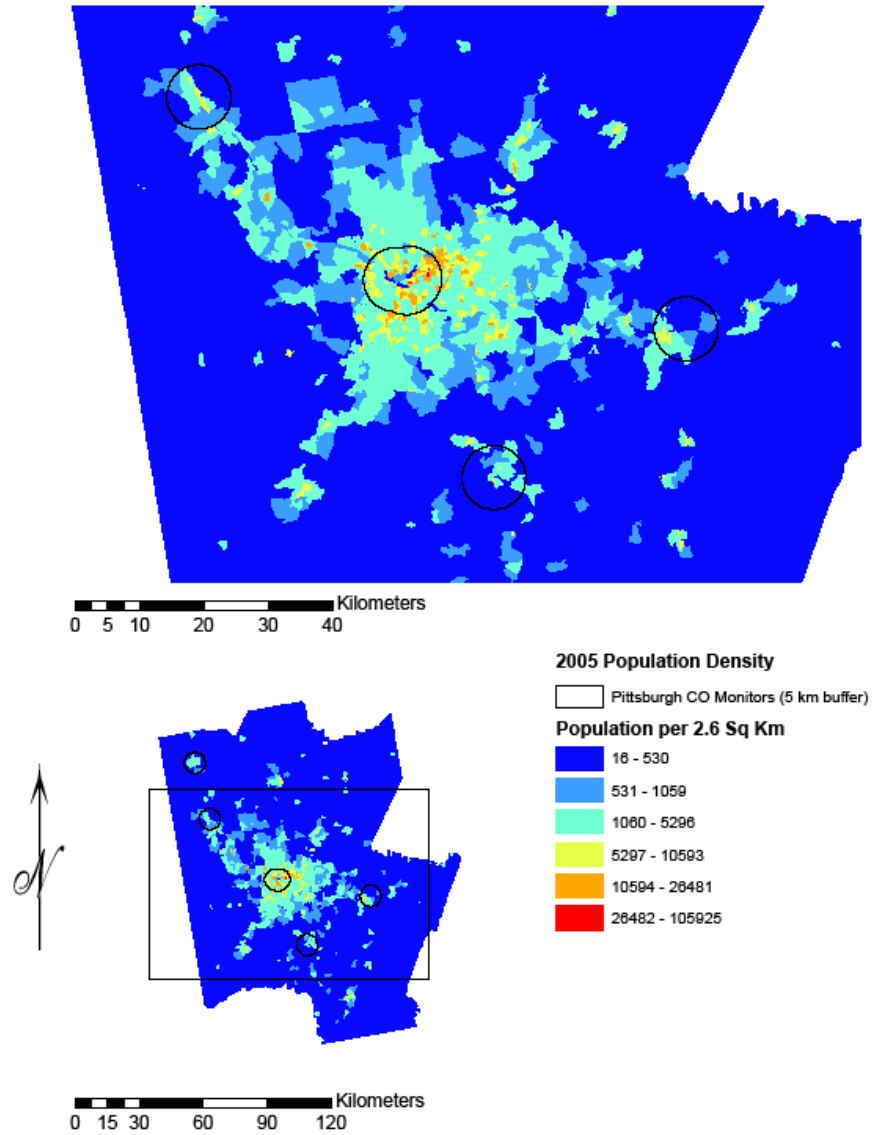 Kilometers
0 5 10 20 30 40
2005 Population Density
Pittsburgh CO Monitors (5 km buffer)
Population per 2.6 Sq Km
16 - 530
531 - 1059
1060 - 5296
5297 - 10593
10594 - 26481
26482 - 105925
N
Kilometers
0 15 30 60 90 120